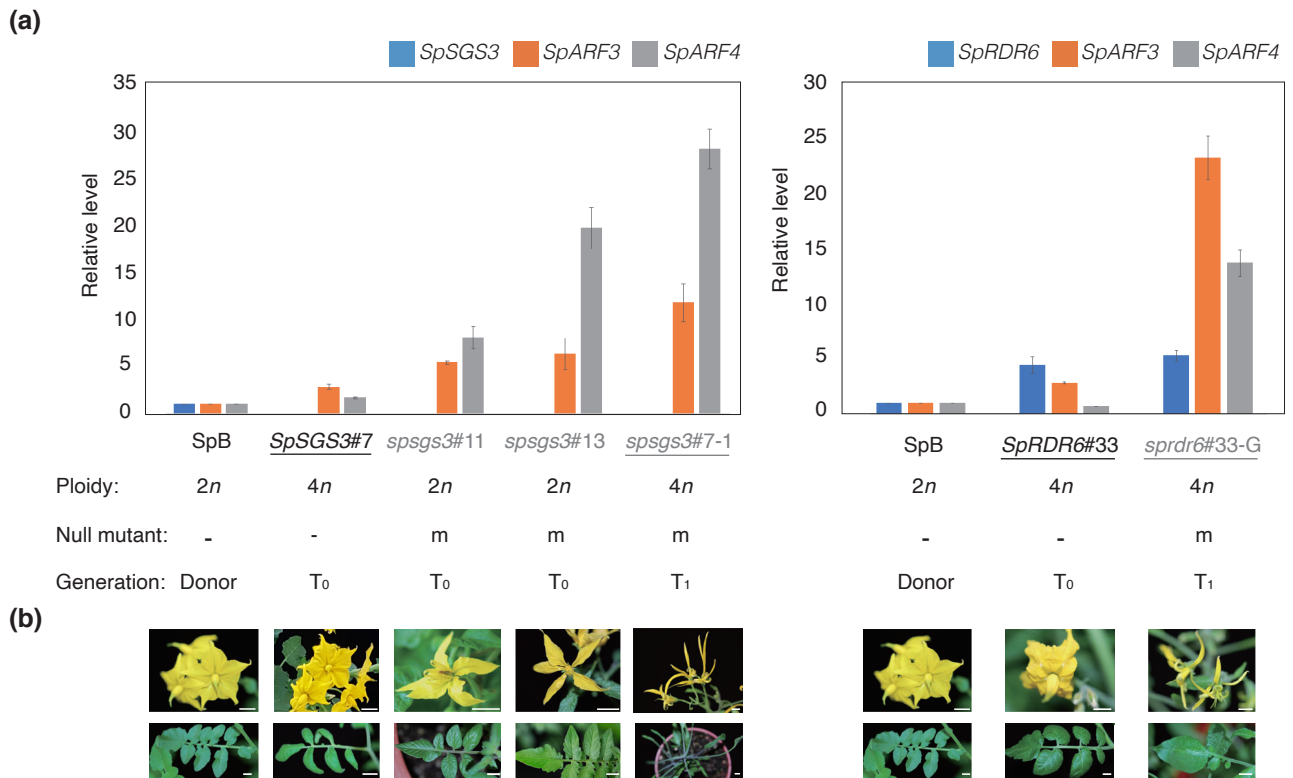 (a)
SpSGS3 SpARF3 SpARF4
35
30
25
20
15
10
5
0
Relative level
SpB SpSGS3#7 spsgs3#11 spsgs3#13 spsgs3#7-1
SpRDR6 SpARF3 SpARF4
30
25
20
15
10
5
0
Relative level
SpB SpRDR6#33 sprdr6#33-G
Ploidy: 2n 4n 2n 2n 4n 2n 4n 4n
Null mutant: - - m m m - - m
Generation: Donor T0 T0 T0 T1 Donor T0 T1
(b)